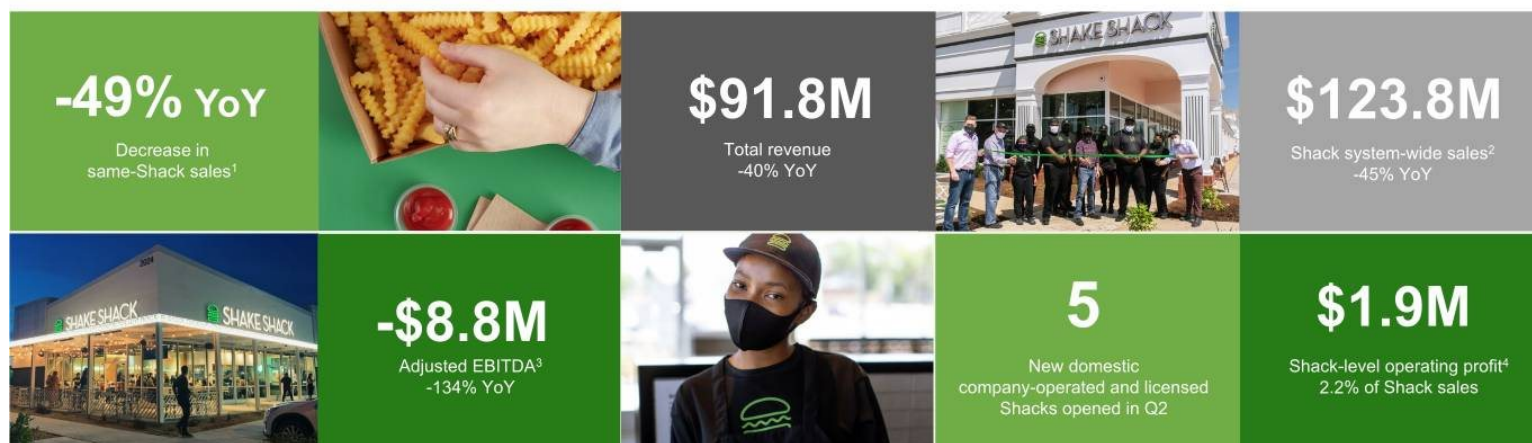 -49% YoY
Decrease in
same-Shack sales¹
$91.8M
Total revenue
-40% YoY
SHAKE SHACK
$123.8M
Shack system-wide sales²
-45% YoY
2024
SHAKE SHACK
SHAKE SHACK
-$8.8M
Adjusted EBITDA³
-134% YoY
5
New domestic
company-operated and licensed
Shacks opened in Q2
$1.9M
Shack-level operating profit⁴
2.2% of Shack sales